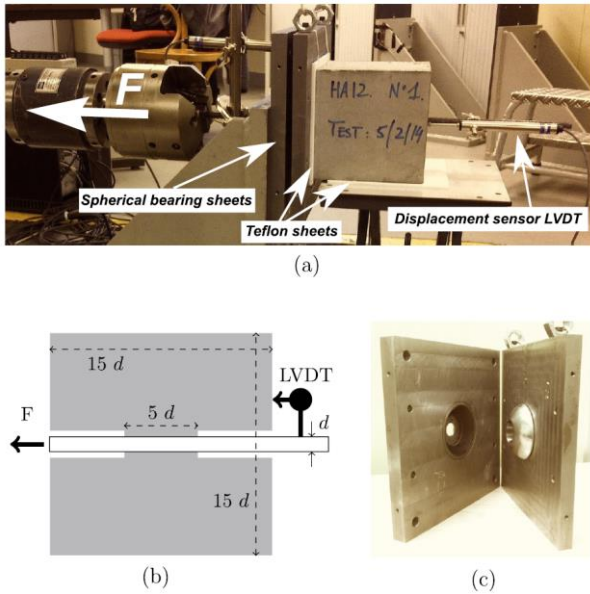 F
HA12 N°1.
TEST: 5/2/14
Spherical bearing sheets
Teflon sheets
Displacement sensor LVDT
(a)
15 d
LVDT
F
5 d
d
15 d
(b)
(c)